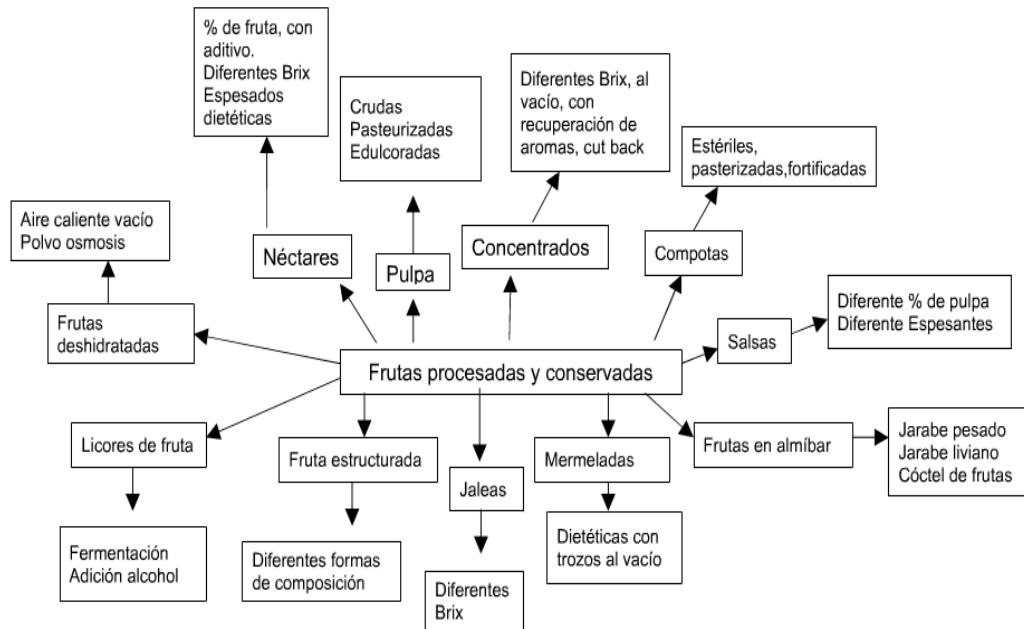 % de fruta, con
aditivo.
Diferentes Brix
Espesados
dietéticas
Crudas
Pasteurizadas
Edulcoradas
Diferentes Brix, al
vacío, con
recuperación de
aromas, cut back
Estériles,
pasterizadas,fortificadas
Aire caliente vacío
Polvo osmosis
Néctares
Pulpa
Concentrados
Compotas
Frutas
deshidratadas
Salsas
Diferente % de pulpa
Diferente Espesantes
Frutas procesadas y conservadas
Licores de fruta
Fruta estructurada
Jaleas
Mermeladas
Frutas en almíbar
Jarabe pesado
Jarabe liviano
Cóctel de frutas
Fermentación
Adición alcohol
Diferentes formas
de composición
Diferentes
Brix
Dietéticas con
trozos al vacío